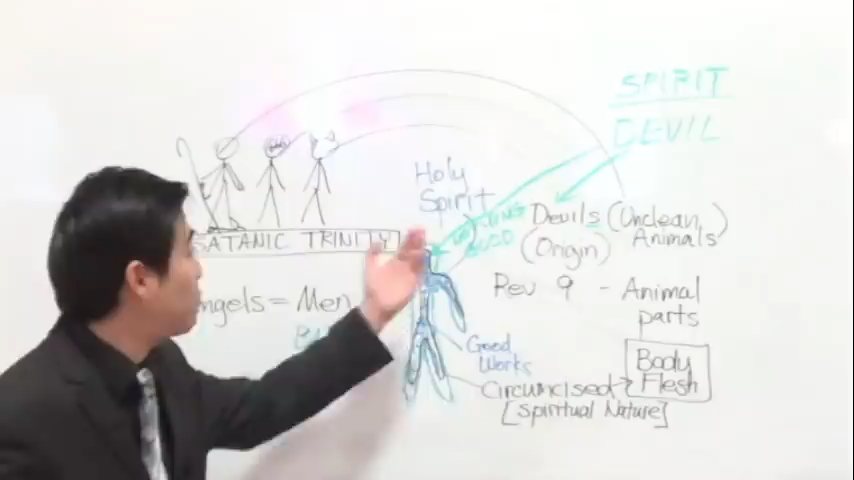 SPIRIT
DEVIL
Holy
Spirit
Devils (Unclean
Animals)
(Origin)
SATANIC TRINITY
Rev 9 - Animal
parts
ngels = Men
Good
Works
Body
Flesh
Circumcised
[Spiritual Nature]